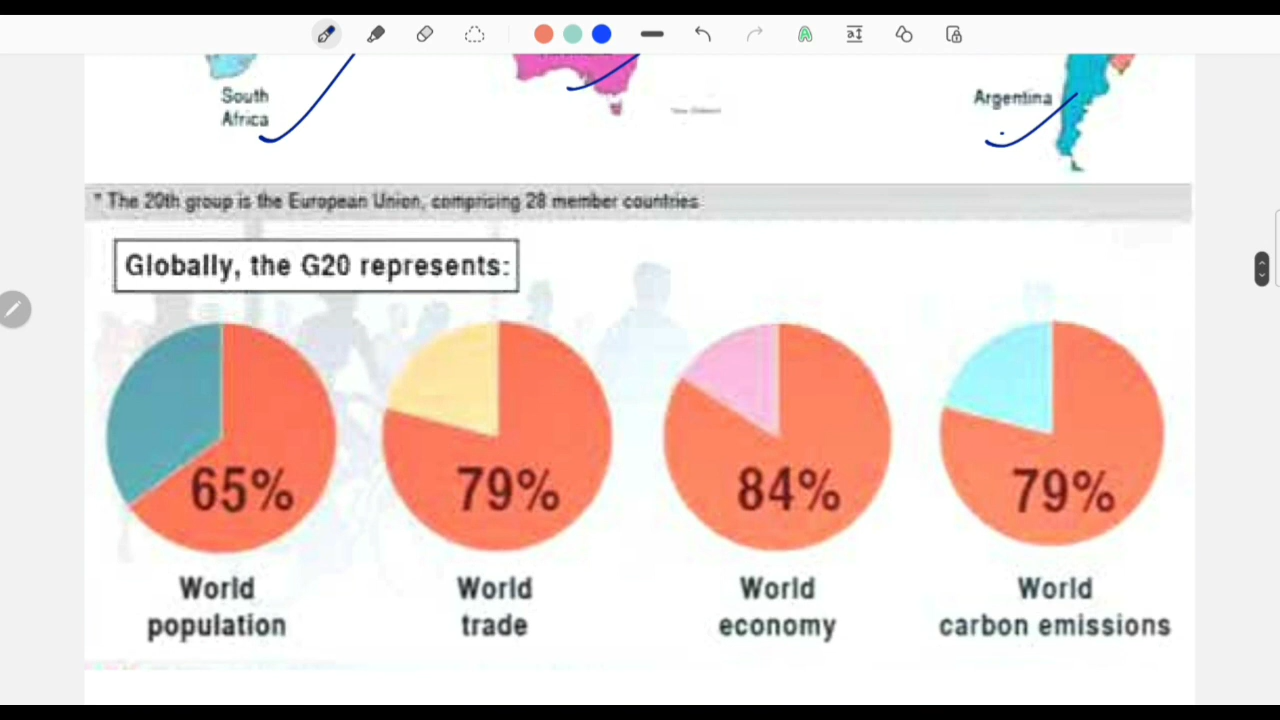 South
Africa
Argentina
* The 20th group is the European Union, comprising 28 member countries
Globally, the G20 represents:
65%
79%
84%
79%
World
population
World
trade
World
economy
World
carbon emissions